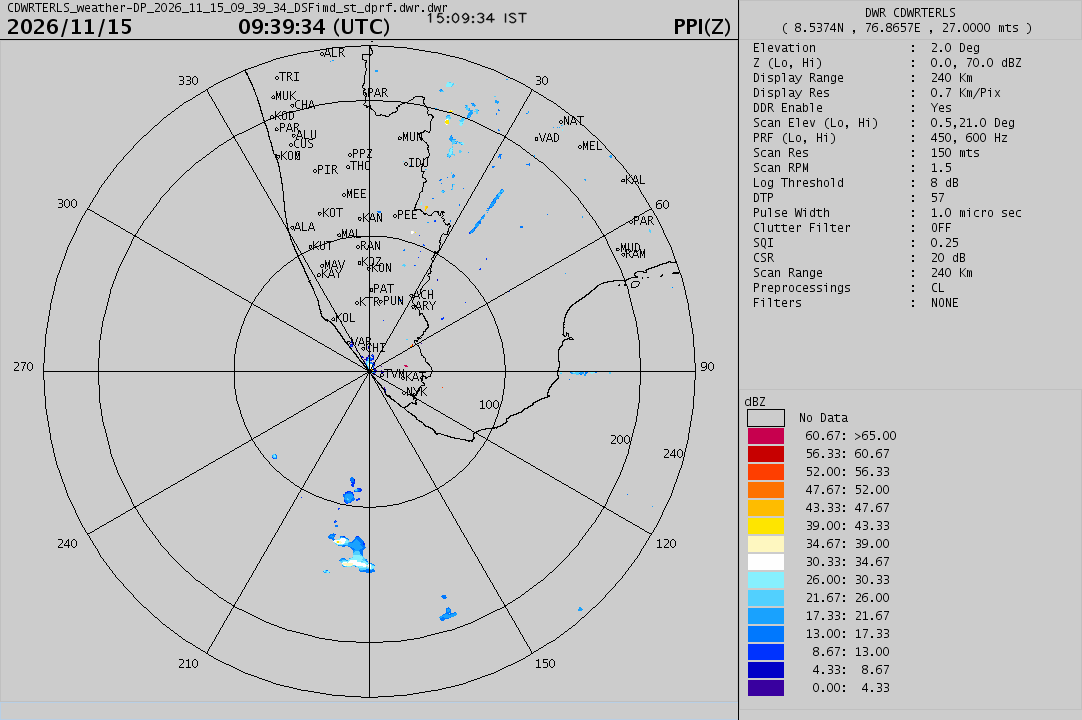 CDWRTERLS_weather-DP_2026_11_15_09_39_34_DSFimd_st_dprf.dwr.dwr
15:09:34 IST
2026/11/15 09:39:34 (UTC) PPI(Z)
DWR CDWRTERLS
( 8.5374N , 76.8657E , 27.0000 mts )
Elevation : 2.0 Deg
Z (Lo, Hi) : 0.0, 70.0 dBZ
Display Range : 240 Km
Display Res : 0.7 Km/Pix
DDR Enable : Yes
Scan Elev (Lo, Hi) : 0.5,21.0 Deg
PRF (Lo, Hi) : 450, 600 Hz
Scan Res : 150 mts
Scan RPM : 1.5
Log Threshold : 8 dB
DTP : 57
Pulse Width : 1.0 micro sec
Clutter Filter : OFF
SQI : 0.25
CSR : 20 dB
Scan Range : 240 Km
Preprocessings : CL
Filters : NONE
dBZ
No Data
60.67: >65.00
56.33: 60.67
52.00: 56.33
47.67: 52.00
43.33: 47.67
39.00: 43.33
34.67: 39.00
30.33: 34.67
26.00: 30.33
21.67: 26.00
17.33: 21.67
13.00: 17.33
8.67: 13.00
4.33: 8.67
0.00: 4.33
ALR
TRI
330
30
MUK
PAR
CHA
KOD
NAT
PAR
ALU
MUN
VAD
CUS
MEL
KON
PPZ
THO
IDU
PIR
KAL
MEE
300
60
KOT
KAN
PEE
PAR
ALA
MAL
KUT
RAN
MUD
RAM
MAV
KOZ
KON
KAY
PAT
ACH
KTR
PUN
ARY
KOL
VAR
CHI
270
90
TVM
KAT
NYK
100
200
240
240
120
210
150